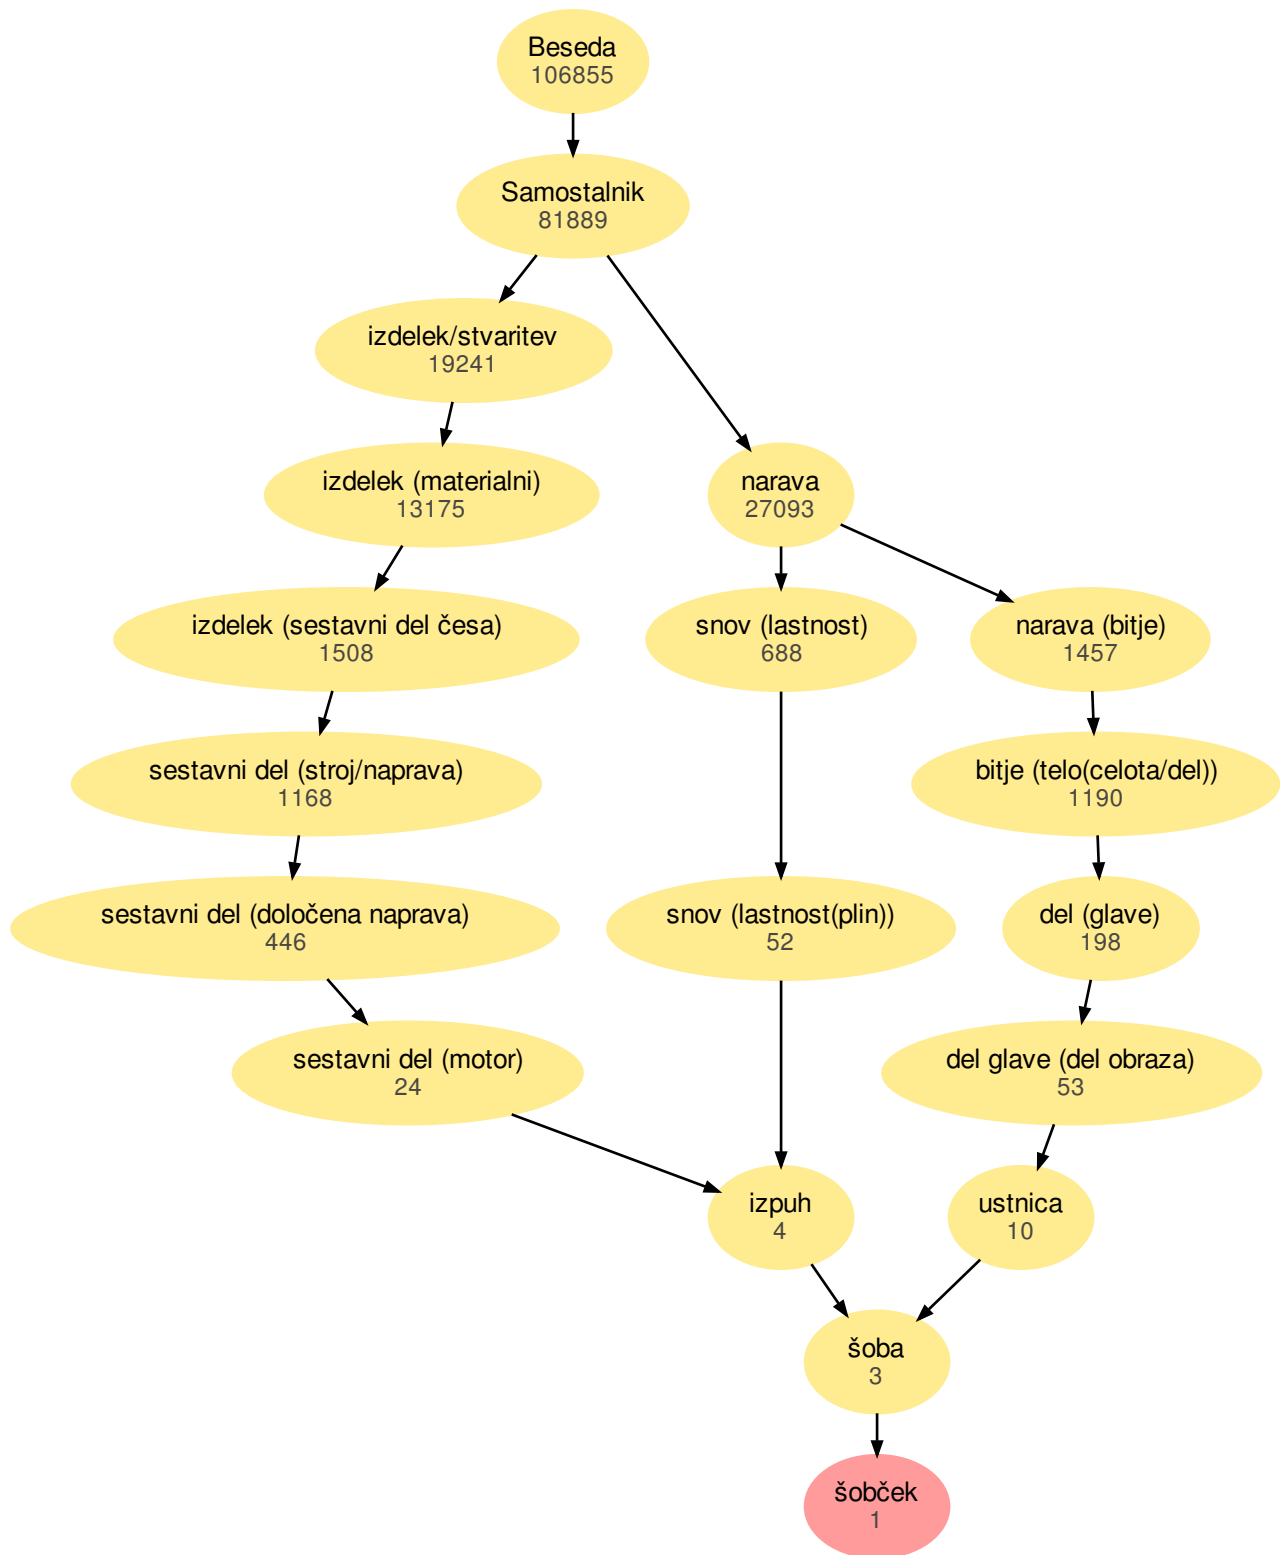 Beseda
106855
Samostalnik
81889
izdelek/stvaritev
19241
izdelek (materialni)
13175
narava
27093
izdelek (sestavni del česa)
1508
snov (lastnost)
688
narava (bitje)
1457
sestavni del (stroj/naprava)
1168
bitje (telo(celota/del))
1190
sestavni del (določena naprava)
446
snov (lastnost(plin))
52
del (glave)
198
sestavni del (motor)
24
del glave (del obraza)
53
izpuh
4
ustnica
10
šoba
3
šobček
1